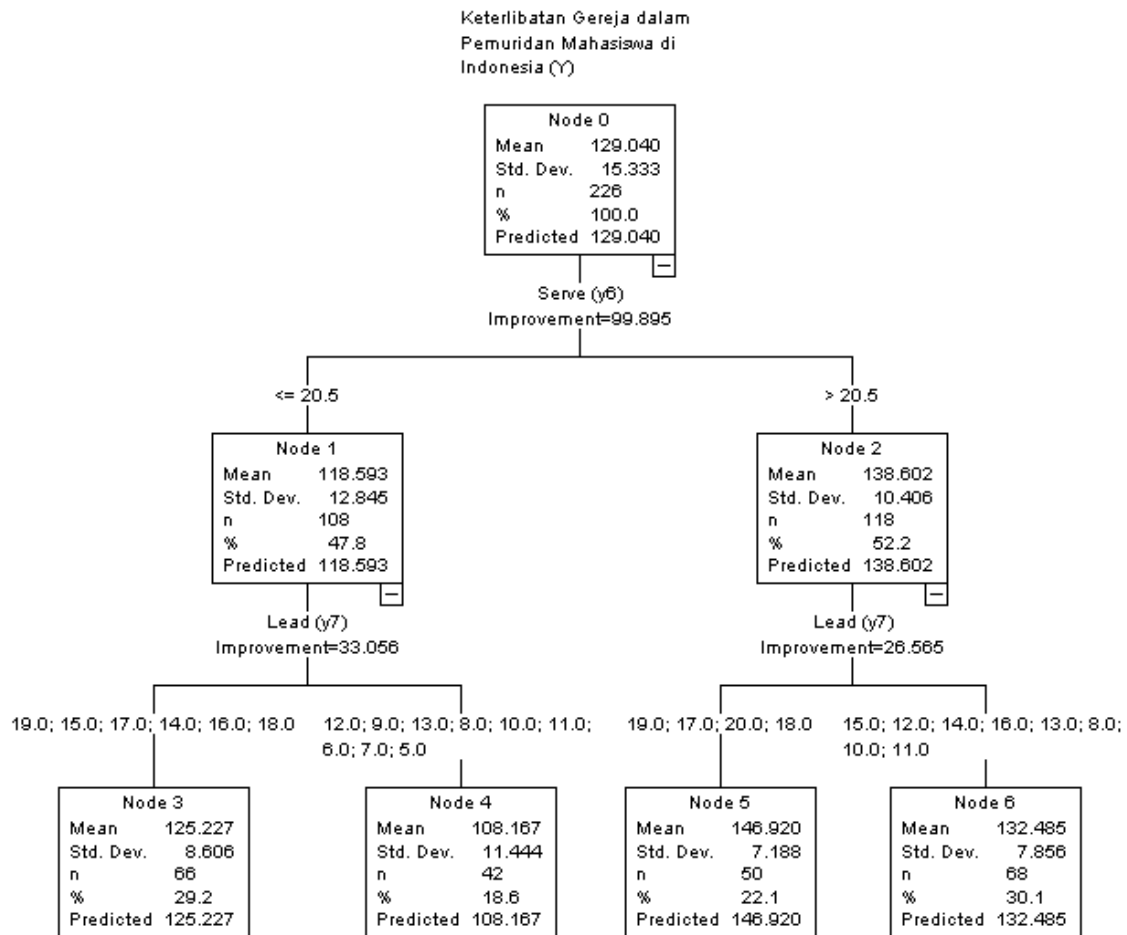 Keterlibatan Gereja dalam
Pemuridan Mahasiswa di
Indonesia (Y)
Node 0
Mean 129.040
Std. Dev. 15.333
n 226
% 100.0
Predicted 129.040
Serve (y6)
Improvement=99.895
<= 20.5
> 20.5
Node 1
Mean 118.593
Std. Dev. 12.845
n 108
% 47.8
Predicted 118.593
Node 2
Mean 138.602
Std. Dev. 10.406
n 118
% 52.2
Predicted 138.602
Lead (y7)
Improvement=33.056
Lead (y7)
Improvement=26.565
19.0; 15.0; 17.0; 14.0; 16.0; 18.0
12.0; 9.0; 13.0; 8.0; 10.0; 11.0;
6.0; 7.0; 5.0
19.0; 17.0; 20.0; 18.0
15.0; 12.0; 14.0; 16.0; 13.0; 8.0;
10.0; 11.0
Node 3
Mean 125.227
Std. Dev. 8.606
n 66
% 29.2
Predicted 125.227
Node 4
Mean 108.167
Std. Dev. 11.444
n 42
% 18.6
Predicted 108.167
Node 5
Mean 146.920
Std. Dev. 7.188
n 50
% 22.1
Predicted 146.920
Node 6
Mean 132.485
Std. Dev. 7.856
n 68
% 30.1
Predicted 132.485